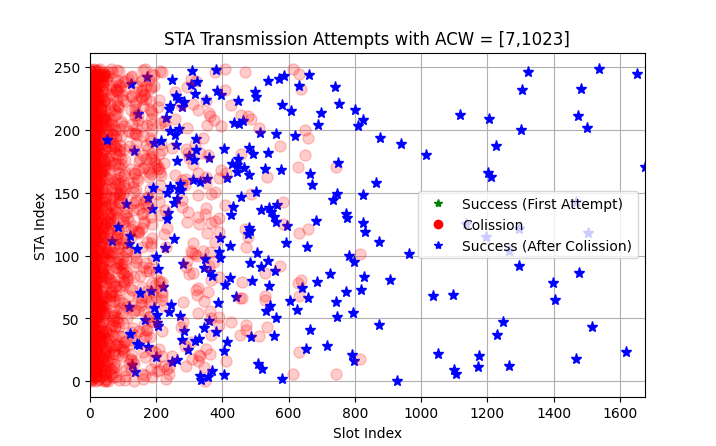 STA Transmission Attempts with ACW = [7,1023]
250
200
150
100
50
0
STA Index
Success (First Attempt)
Colission
Success (After Colission)
0 200 400 600 800 1000 1200 1400 1600
Slot Index